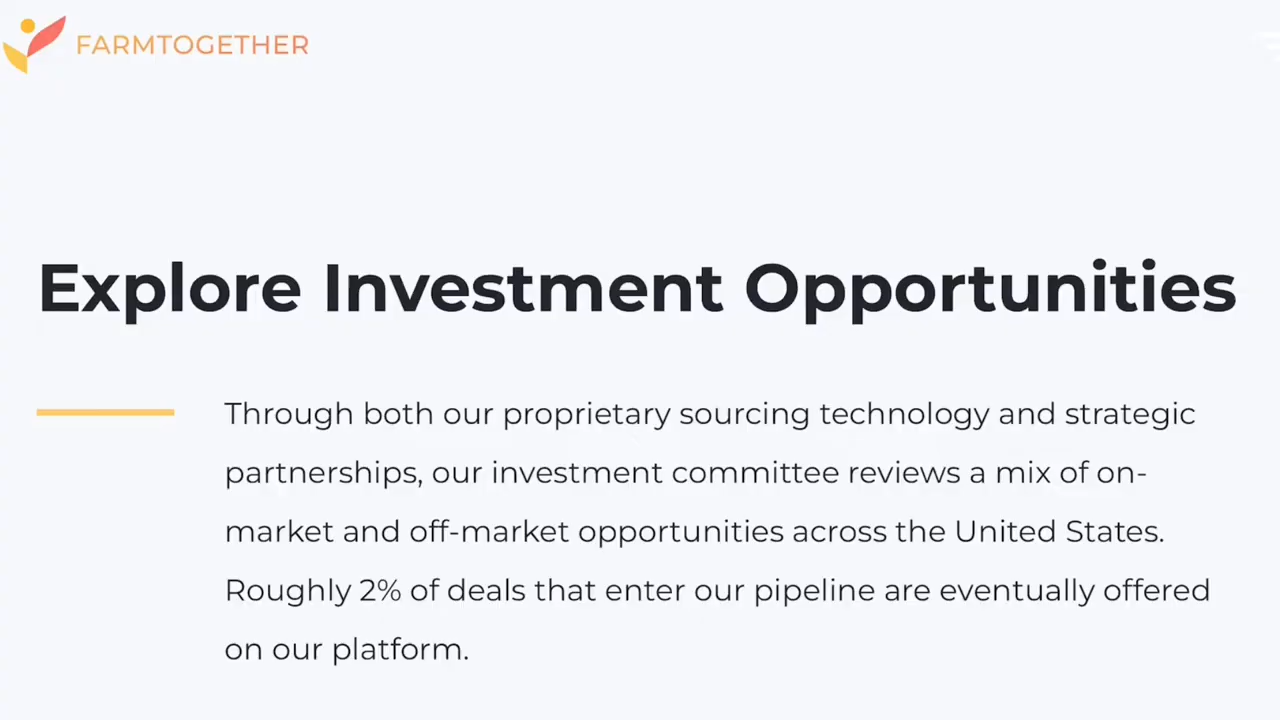 FARMTOGETHER
Explore Investment Opportunities
Through both our proprietary sourcing technology and strategic
partnerships, our investment committee reviews a mix of on-
market and off-market opportunities across the United States.
Roughly 2% of deals that enter our pipeline are eventually offered
on our platform.